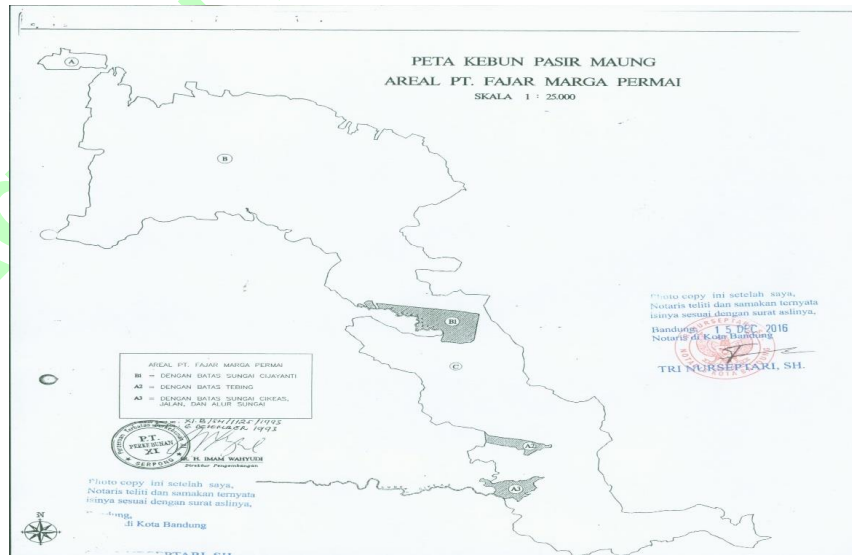 PETA KEBUN PASIR MAUNG
AREAL PT. FAJAR MARGA PERMAI
SKALA 1 : 25.000
A
B
B1
C
A2
A3
Photo copy ini setelah saya,
Notaris teliti dan samakan ternyata
isinya sesuai dengan surat aslinya,
Bandung, 15 DEC 2016
Notaris di Kota Bandung
TRI NURSEPTARI, SH.
AREAL PT. FAJAR MARGA PERMAI
B1 = DENGAN BATAS SUNGAI CIJAYANTI
A2 = DENGAN BATAS TEBING
A3 = DENGAN BATAS SUNGAI CIKEAS,
JALAN, DAN ALUR SUNGAI
P.T.
PERKEBUNAN
XI
SERPONG
H. IMAM WAHYUDI
Direktur Pengembangan
Photo copy ini setelah saya,
Notaris teliti dan samakan ternyata
isinya sesuai dengan surat aslinya,
di Kota Bandung
N